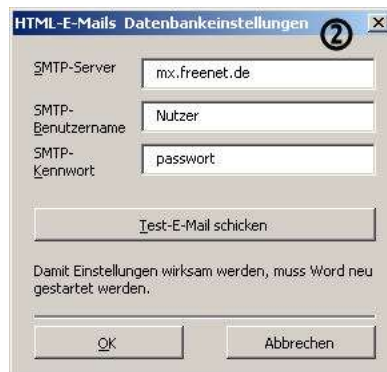 HTML-E-Mails Datenbankeinstellungen ②
SMTP-Server mx.freenet.de
SMTP-
Benutzername Nutzer
SMTP-
Kennwort passwort
Test-E-Mail schicken
Damit Einstellungen wirksam werden, muss Word neu
gestartet werden.
OK Abbrechen